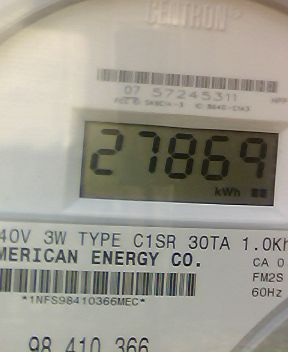 CENTRON®
07 57245311
27869
kWh
40V 3W TYPE C1SR 30TA 1.0Kh
MERICAN ENERGY CO.
CA 0
FM2S
*1NFS98410366MEC*
60Hz
98 410 366